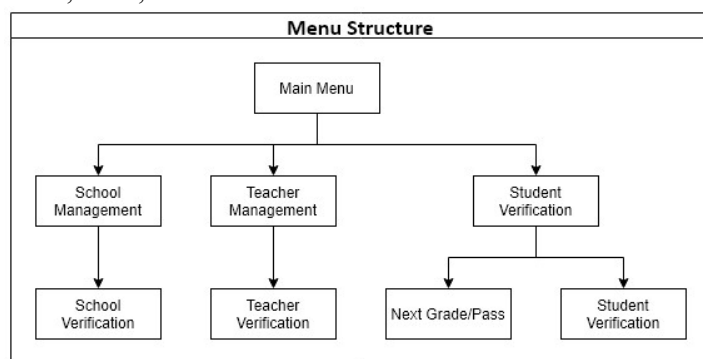 Menu Structure
Main Menu
School
Management
Teacher
Management
Student
Verification
School
Verification
Teacher
Verification
Next Grade/Pass
Student
Verification